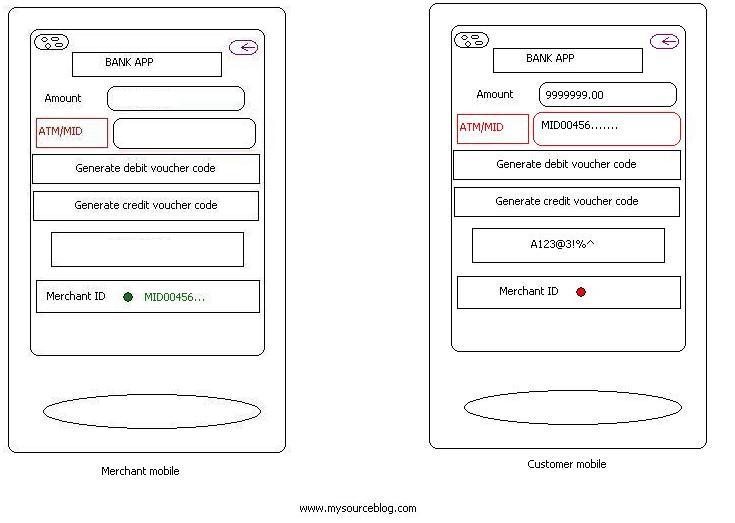 BANK APP
Amount
ATM/MID
Generate debit voucher code
Generate credit voucher code
Merchant ID
MID00456...
Merchant mobile
BANK APP
Amount
9999999.00
ATM/MID
MID00456.......
Generate debit voucher code
Generate credit voucher code
A123@3!%^
Merchant ID
Customer mobile
www.mysourceblog.com